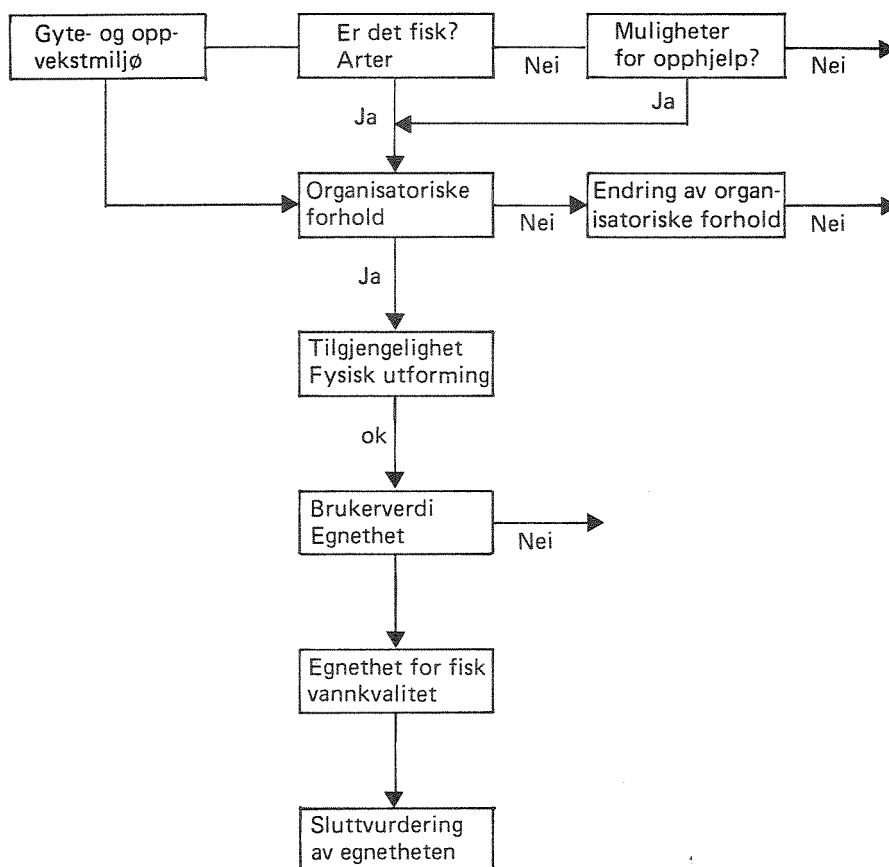 Gyte- og opp-
vekstmiljø
Er det fisk?
Arter
Nei
Muligheter
for opphjelp?
Nei
Ja
Ja
Organisatoriske
forhold
Nei
Endring av organ-
isatoriske forhold
Nei
Ja
Tilgjengelighet
Fysisk utforming
ok
Brukerverdi
Egnethet
Nei
Egnethet for fisk
vannkvalitet
Sluttvurdering
av egnetheten